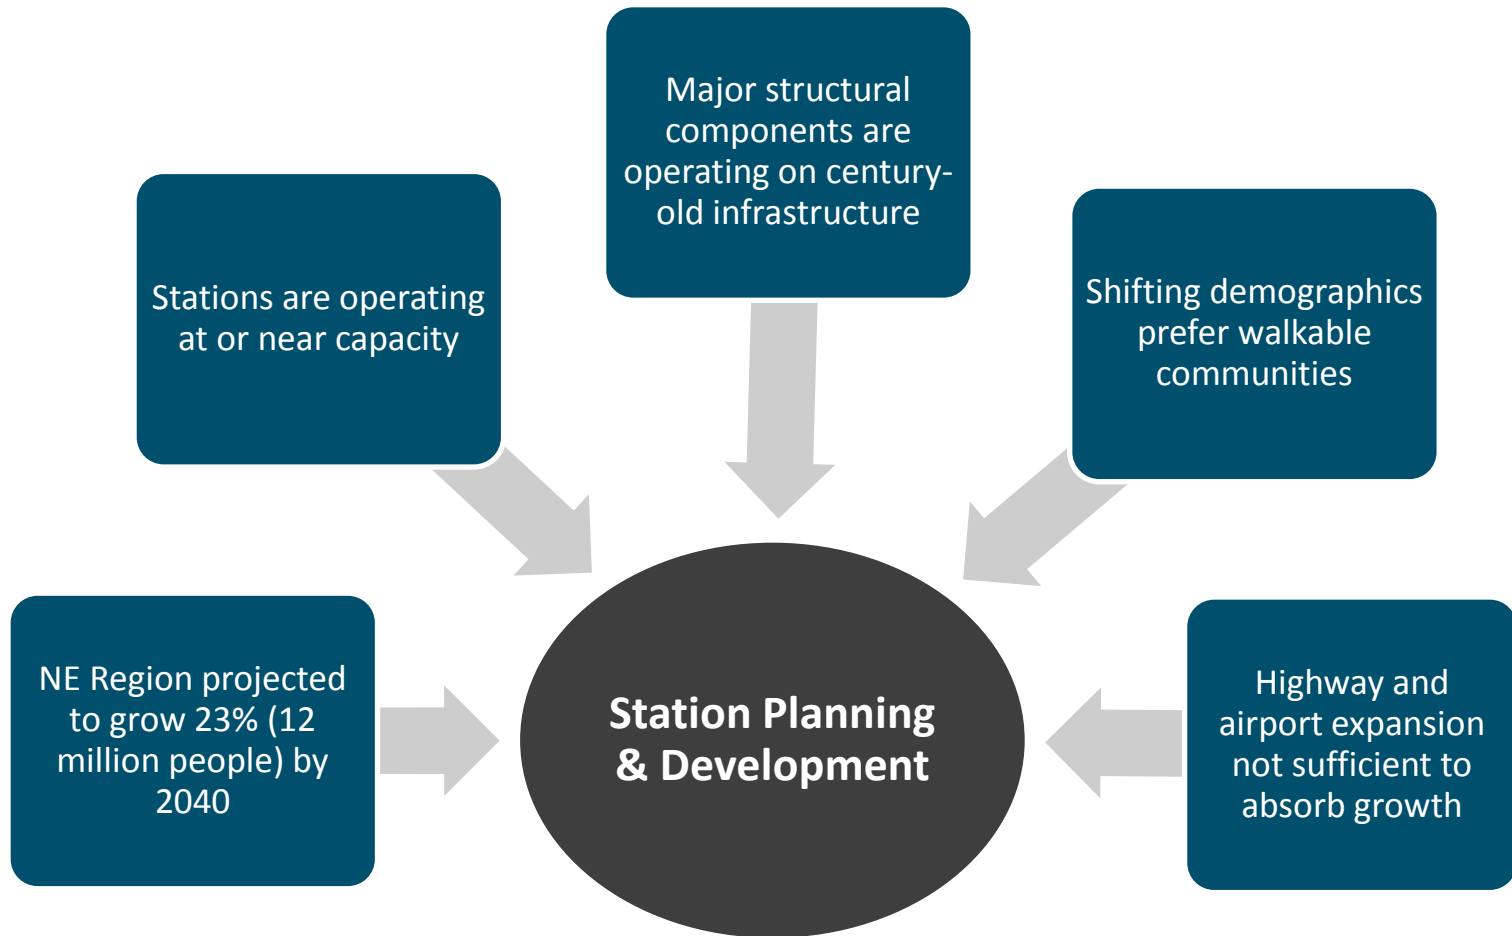 Major structural
components are
operating on century-
old infrastructure
Stations are operating
at or near capacity
Shifting demographics
prefer walkable
communities
NE Region projected
to grow 23% (12
million people) by
2040
Station Planning
& Development
Highway and
airport expansion
not sufficient to
absorb growth